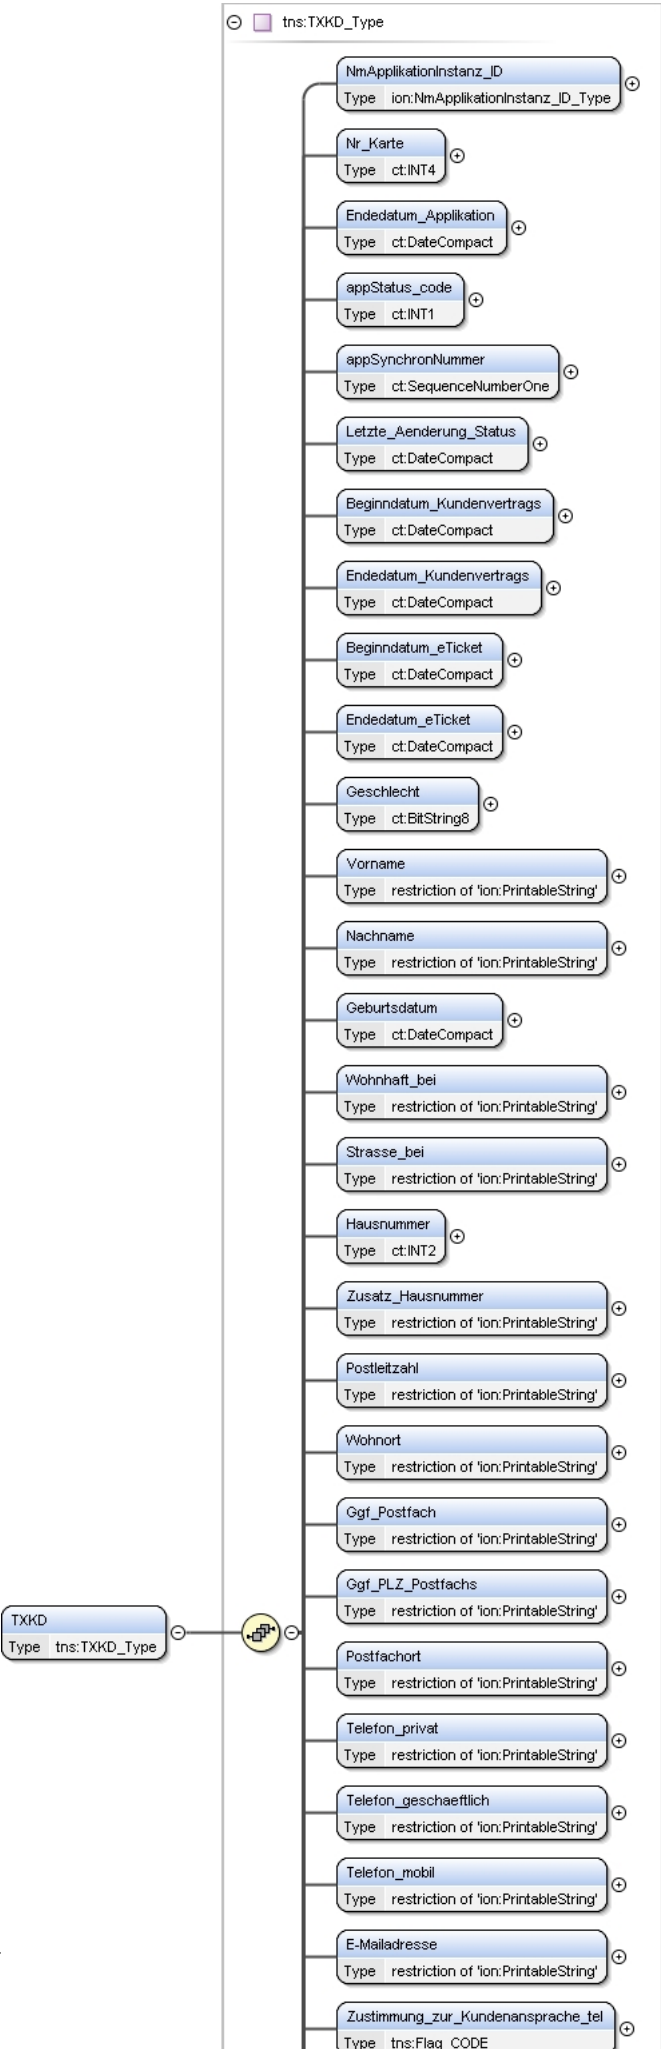 tns:TXKD_Type
NmApplikationInstanz_ID
Type ion:NmApplikationInstanz_ID_Type
Nr_Karte
Type ct:INT4
Endedatum_Applikation
Type ct:DateCompact
appStatus_code
Type ct:INT1
appSynchronNummer
Type ct:SequenceNumberOne
Letzte_Aenderung_Status
Type ct:DateCompact
Beginndatum_Kundenvertrags
Type ct:DateCompact
Endedatum_Kundenvertrags
Type ct:DateCompact
Beginndatum_eTicket
Type ct:DateCompact
Endedatum_eTicket
Type ct:DateCompact
Geschlecht
Type ct:BitString8
Vorname
Type restriction of 'ion:PrintableString'
Nachname
Type restriction of 'ion:PrintableString'
Geburtsdatum
Type ct:DateCompact
Wohnhaft_bei
Type restriction of 'ion:PrintableString'
Strasse_bei
Type restriction of 'ion:PrintableString'
Hausnummer
Type ct:INT2
Zusatz_Hausnummer
Type restriction of 'ion:PrintableString'
Postleitzahl
Type restriction of 'ion:PrintableString'
Wohnort
Type restriction of 'ion:PrintableString'
Ggf_Postfach
Type restriction of 'ion:PrintableString'
Ggf_PLZ_Postfachs
Type restriction of 'ion:PrintableString'
TXKD
Type tns:TXKD_Type
Postfachort
Type restriction of 'ion:PrintableString'
Telefon_privat
Type restriction of 'ion:PrintableString'
Telefon_geschaeftlich
Type restriction of 'ion:PrintableString'
Telefon_mobil
Type restriction of 'ion:PrintableString'
E-Mailadresse
Type restriction of 'ion:PrintableString'
Zustimmung_zur_Kundenansprache_tel
Type tns:Flag_CODE